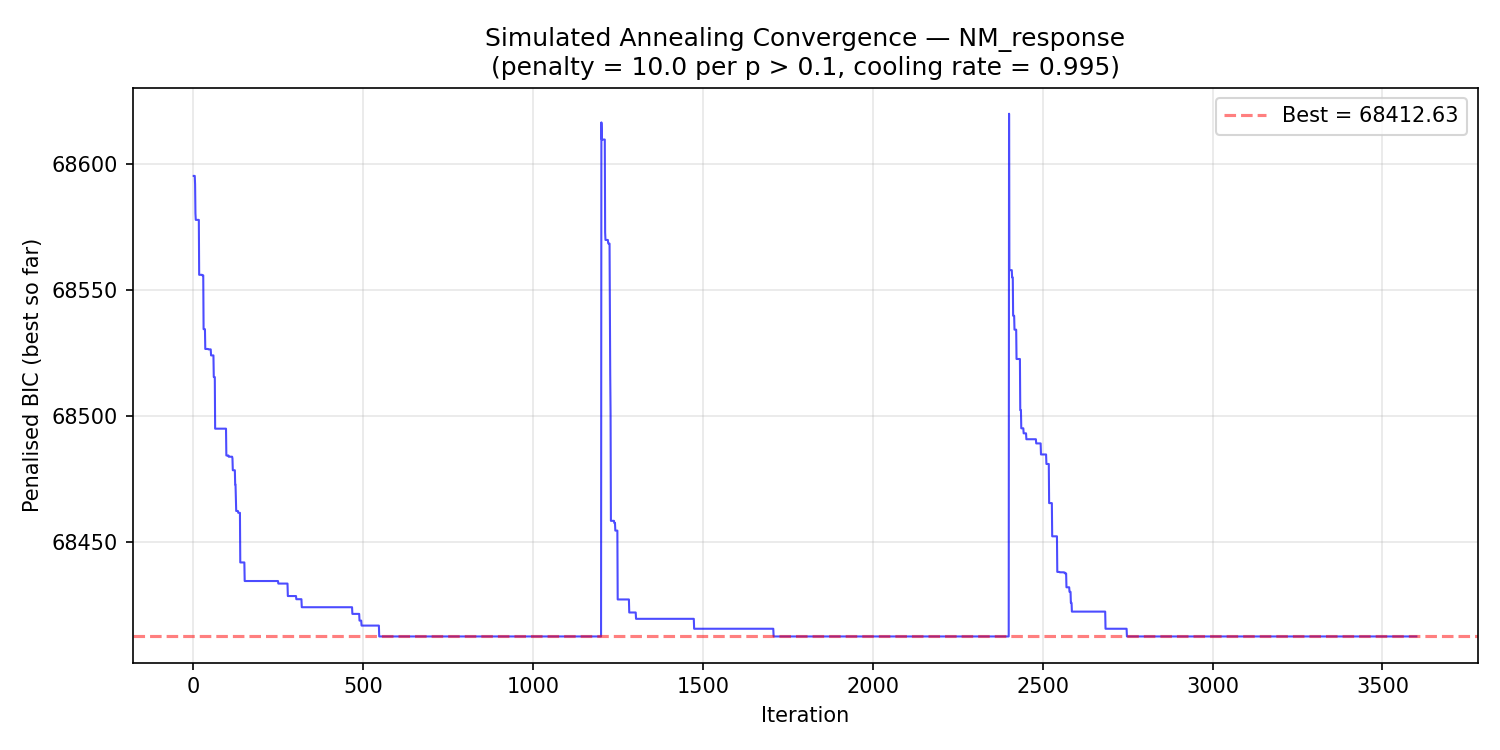 Simulated Annealing Convergence — NM_response
(penalty = 10.0 per p > 0.1, cooling rate = 0.995)
Best = 68412.63
Penalised BIC (best so far)
68600
68550
68500
68450
0 500 1000 1500 2000 2500 3000 3500
Iteration